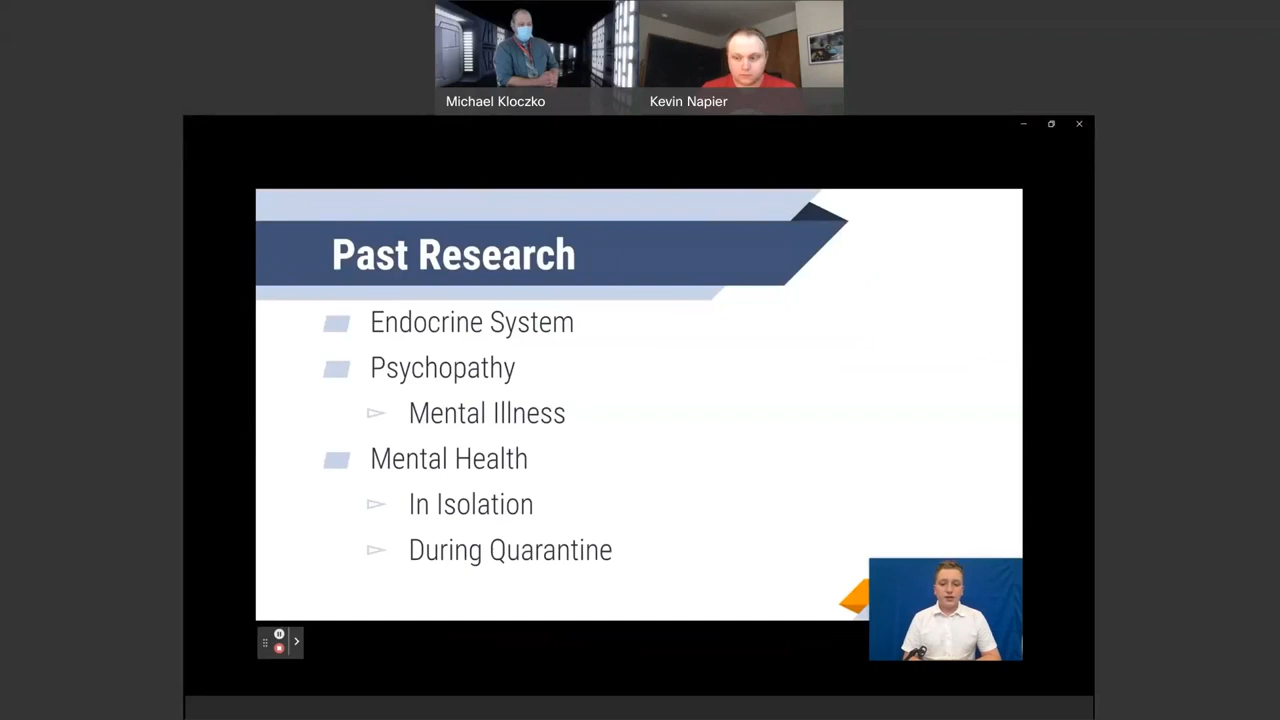 Michael Kloczko
Kevin Napier
Past Research
Endocrine System
Psychopathy
Mental Illness
Mental Health
In Isolation
During Quarantine